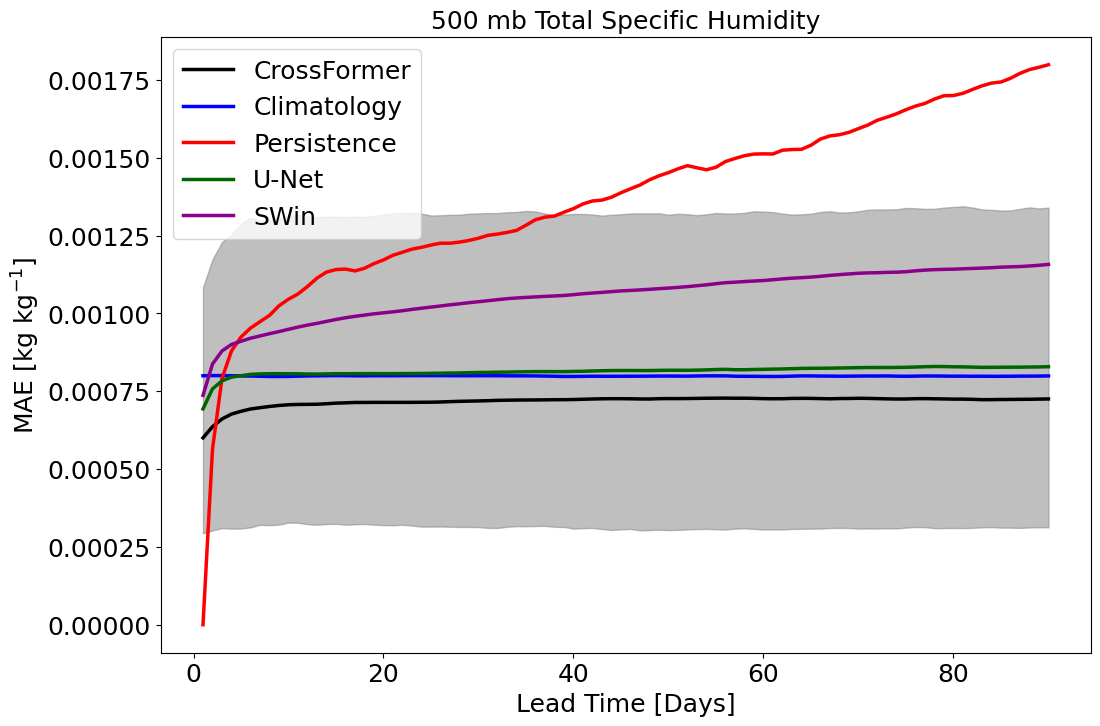 500 mb Total Specific Humidity
CrossFormer
Climatology
Persistence
U-Net
SWin
0.00175
0.00150
0.00125
0.00100
0.00075
0.00050
0.00025
0.00000
MAE [kg kg⁻¹]
0 20 40 60 80
Lead Time [Days]